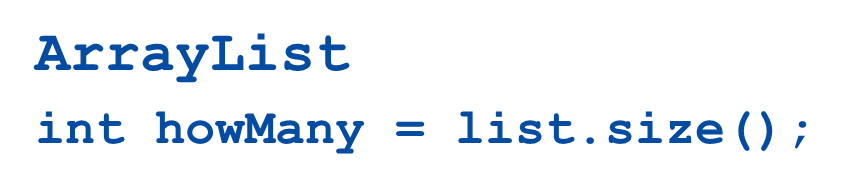 ArrayList
int howMany = list.size();